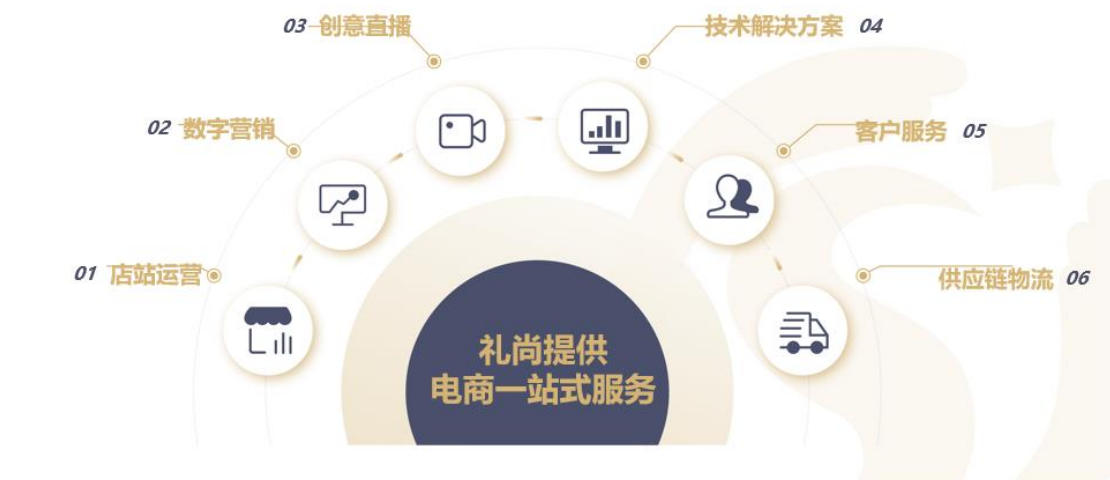 01 店站运营
02 数字营销
03 创意直播
技术解决方案 04
客户服务 05
供应链物流 06
礼尚提供
电商一站式服务